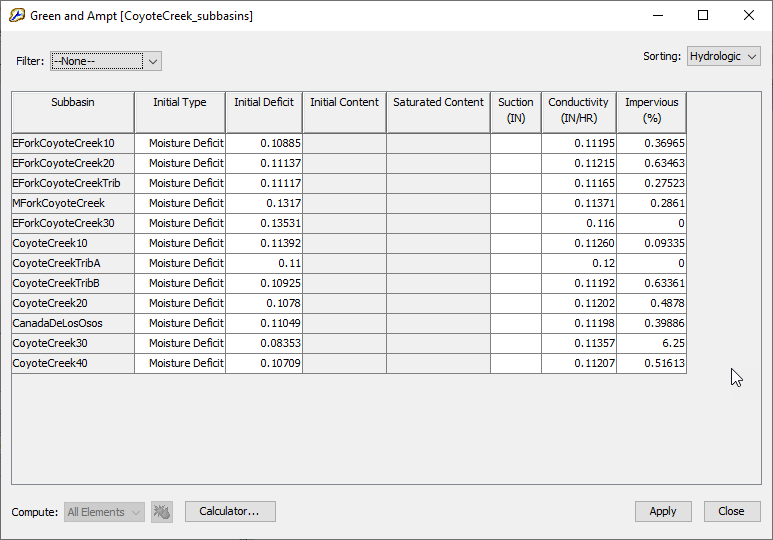 Green and Ampt [CoyoteCreek_subbasins]
Filter: --None-- Sorting: Hydrologic
Subbasin Initial Type Initial Deficit Initial Content Saturated Content Suction (IN) Conductivity (IN/HR) Impervious (%)
EForkCoyoteCreek10 Moisture Deficit 0.10885 0.11195 0.36965
EForkCoyoteCreek20 Moisture Deficit 0.11137 0.11215 0.63463
EForkCoyoteCreekTrib Moisture Deficit 0.11117 0.11165 0.27523
MForkCoyoteCreek Moisture Deficit 0.1317 0.11371 0.2861
EForkCoyoteCreek30 Moisture Deficit 0.13531 0.116 0
CoyoteCreek10 Moisture Deficit 0.11392 0.11260 0.09335
CoyoteCreekTribA Moisture Deficit 0.11 0.12 0
CoyoteCreekTribB Moisture Deficit 0.10925 0.11192 0.63361
CoyoteCreek20 Moisture Deficit 0.1078 0.11202 0.4878
CanadaDeLosOsos Moisture Deficit 0.11049 0.11198 0.39886
CoyoteCreek30 Moisture Deficit 0.08353 0.11357 6.25
CoyoteCreek40 Moisture Deficit 0.10709 0.11207 0.51613
Compute: All Elements Calculator... Apply Close